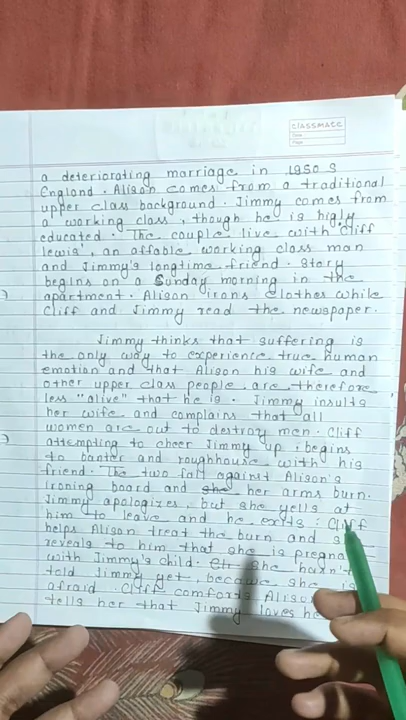 CLASSMATE
Date
Page
a deteriorating marriage in 1950 s
England. Alison comes from a traditional
upper class background. Jimmy comes from
a working class, though he is higly
educated. The couple live with Cliff
lewis, an affable working class man
and Jimmy's longtime friend. Story
begins on a Sunday morning in the
apartment. Alison irons clothes while
Cliff and Jimmy read the newspaper.
Jimmy thinks that suffering is
the only way to experience true human
emotion and that Alison his wife and
other upper class people are therefore
less "alive" that he is. Jimmy insults
her wife and complains that all
women are out to destroy men. Cliff
attempting to cheer Jimmy up, begins
to banter and roughhouse with his
friend. The two fall against Alison's
ironing board and she her arms burn.
Jimmy apologizes, but she yells at
him to leave and he exits. Cliff
helps Alison treat the burn and
reveals to him that she is
with Jimmy's child. she
told Jimmy yet, because she is
afraid. Cliff comforts
tells her that Jimmy loves